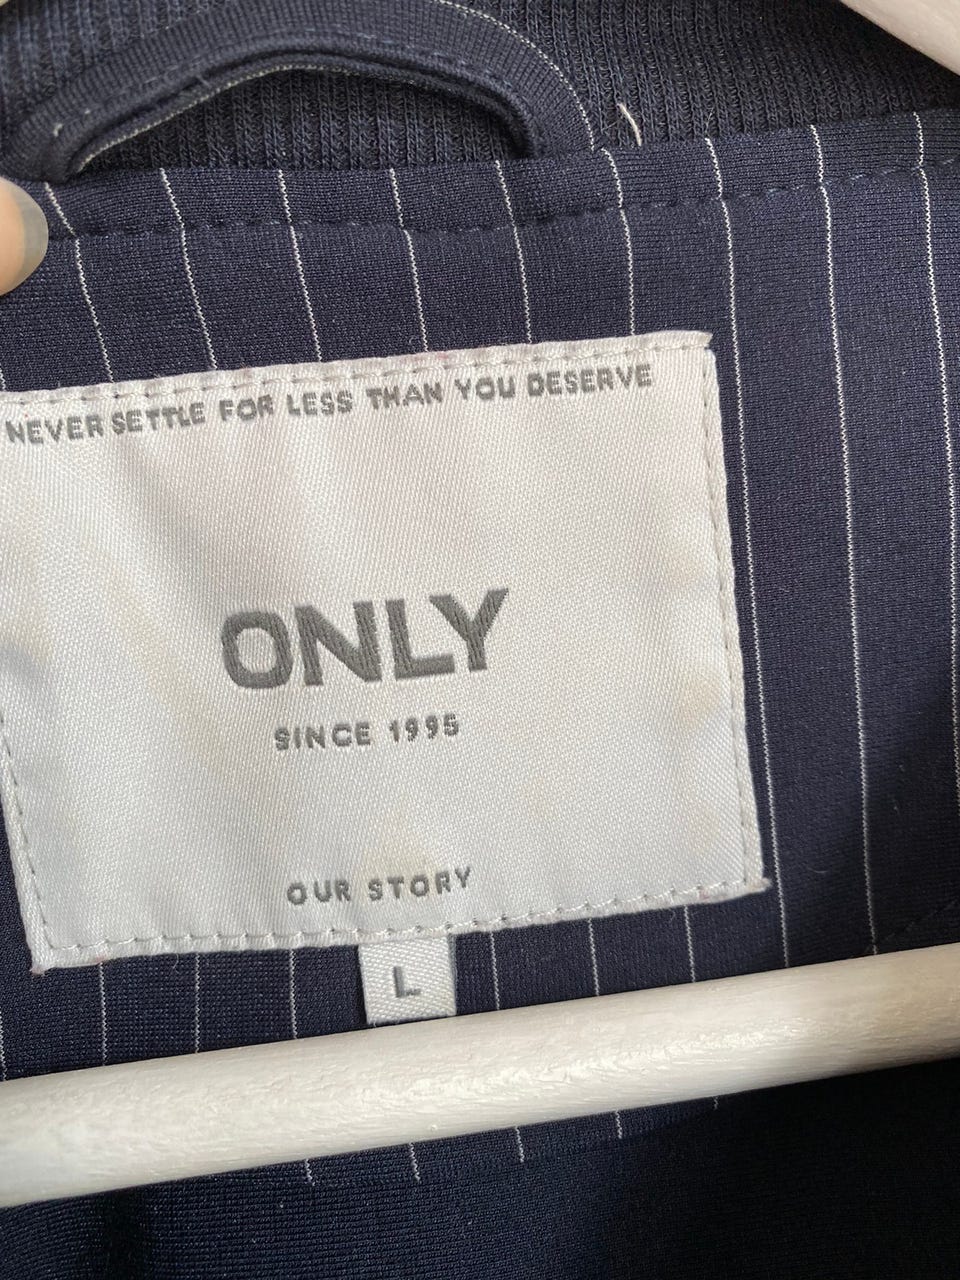 NEVER SETTLE FOR LESS THAN YOU DESERVE
ONLY
SINCE 1995
OUR STORY
L